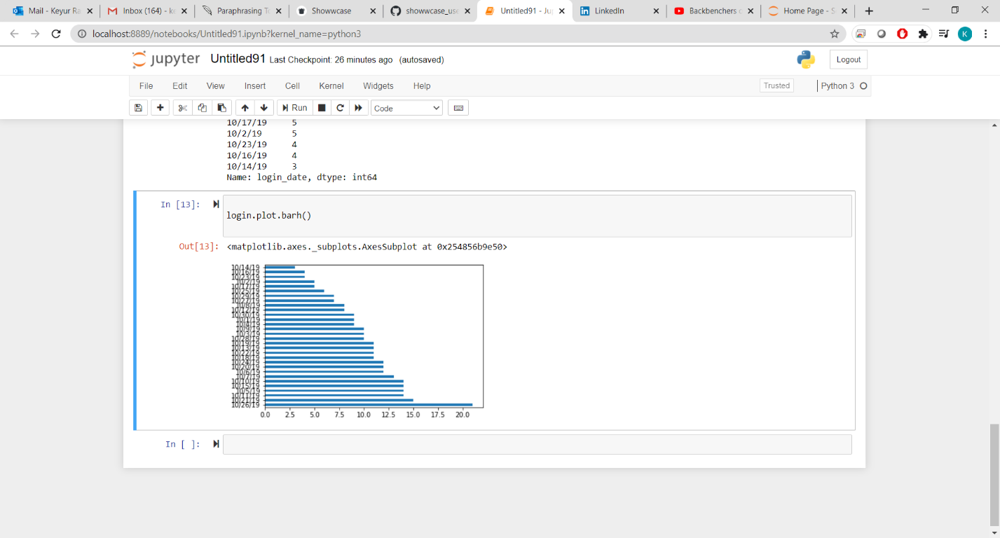 Mail - Keyur Ra
Inbox (164) - k
Paraphrasing To
Showwcase
showwcase_use
Untitled91 - Ju
LinkedIn
Backbenchers
Home Page - S
localhost:8889/notebooks/Untitled91.ipynb?kernel_name=python3
K
jupyter Untitled91 Last Checkpoint: 26 minutes ago (autosaved)
Logout
File Edit View Insert Cell Kernel Widgets Help
Trusted
Python 3
Run
Code
10/17/19 5
10/2/19 5
10/23/19 4
10/16/19 4
10/14/19 3
Name: login_date, dtype: int64
In [13]:
login.plot.barh()
Out[13]: <matplotlib.axes._subplots.AxesSubplot at 0x254856b9e50>
10/14/19
10/16/19
10/23/19
10/2/19
10/17/19
10/25/19
10/29/19
10/27/19
10/8/19
10/12/19
10/30/19
10/1/19
10/4/19
10/9/19
10/3/19
10/28/19
10/19/19
10/13/19
10/22/19
10/18/19
10/24/19
10/20/19
10/6/19
10/7/19
10/10/19
10/15/19
10/5/19
10/11/19
10/21/19
10/26/19
0.0 2.5 5.0 7.5 10.0 12.5 15.0 17.5 20.0
In [ ]: